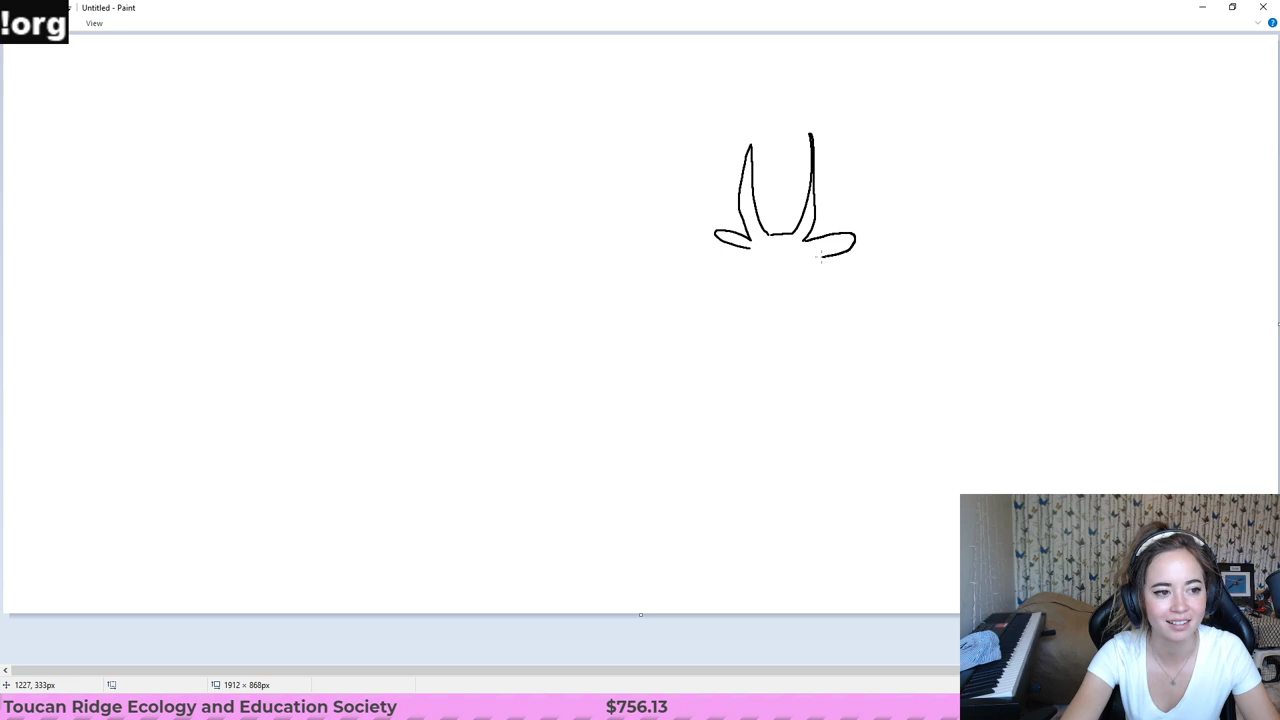 !org
Untitled - Paint
View
1227, 333px
1912 × 868px
Toucan Ridge Ecology and Education Society $756.13